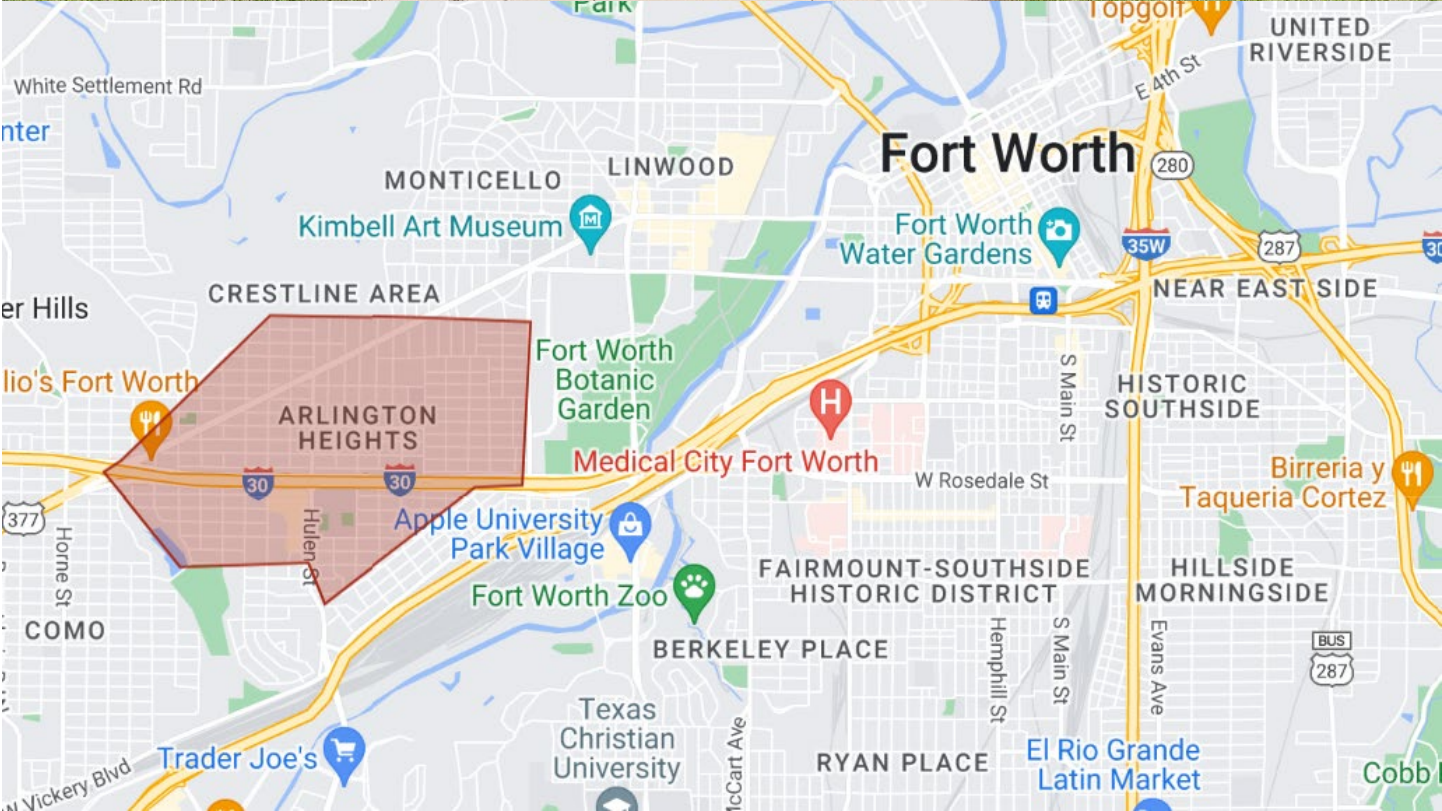 Park
Topgolf
UNITED
RIVERSIDE
White Settlement Rd
E 4th St
nter
Fort Worth
280
LINWOOD
MONTICELLO
Kimbell Art Museum
Fort Worth
Water Gardens
35W
287
30
CRESTLINE AREA
NEAR EAST SIDE
er Hills
Fort Worth
Botanic
Garden
lio's Fort Worth
S Main St
HISTORIC
SOUTHSIDE
ARLINGTON
HEIGHTS
H
Medical City Fort Worth
30
30
W Rosedale St
Birreria y
Taqueria Cortez
377
Horne St
Hulen St
Apple University
Park Village
FAIRMOUNT-SOUTHSIDE
HISTORIC DISTRICT
HILLSIDE
MORNINGSIDE
Fort Worth Zoo
COMO
BERKELEY PLACE
Hemphill St
S Main St
Evans Ave
BUS
287
Texas
Christian
University
McCart Ave
Trader Joe's
W Vickery Blvd
RYAN PLACE
El Rio Grande
Latin Market
Cobb